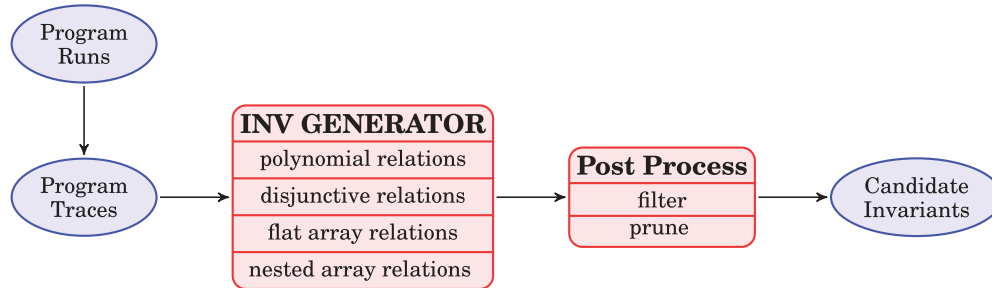 Program
Runs
Program
Traces
INV GENERATOR
polynomial relations
disjunctive relations
flat array relations
nested array relations
Post Process
filter
prune
Candidate
Invariants